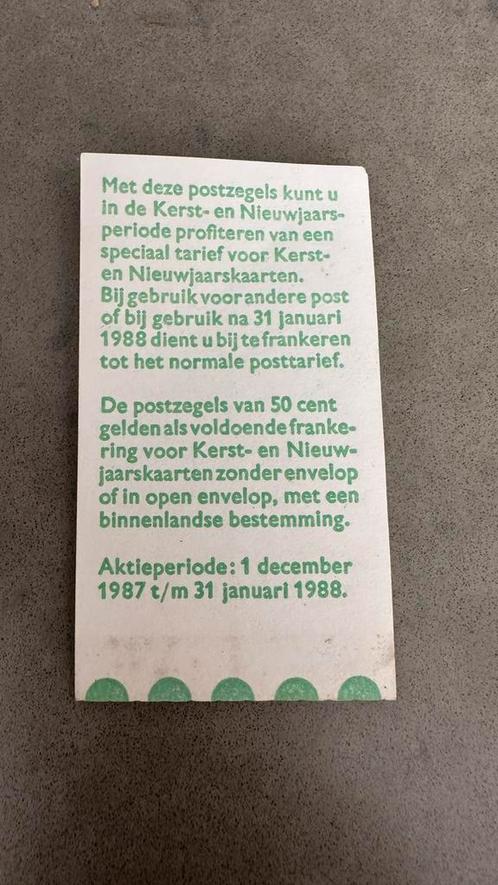 Met deze postzegels kunt u
in de Kerst- en Nieuwjaars-
periode profiteren van een
speciaal tarief voor Kerst-
en Nieuwjaarskaarten.
Bij gebruik voor andere post
of bij gebruik na 31 januari
1988 dient u bij te frankeren
tot het normale posttarief.
De postzegels van 50 cent
gelden als voldoende franke-
ring voor Kerst- en Nieuw-
jaarskaarten zonder envelop
of in open envelop, met een
binnenlandse bestemming.
Aktieperiode: 1 december
1987 t/m 31 januari 1988.